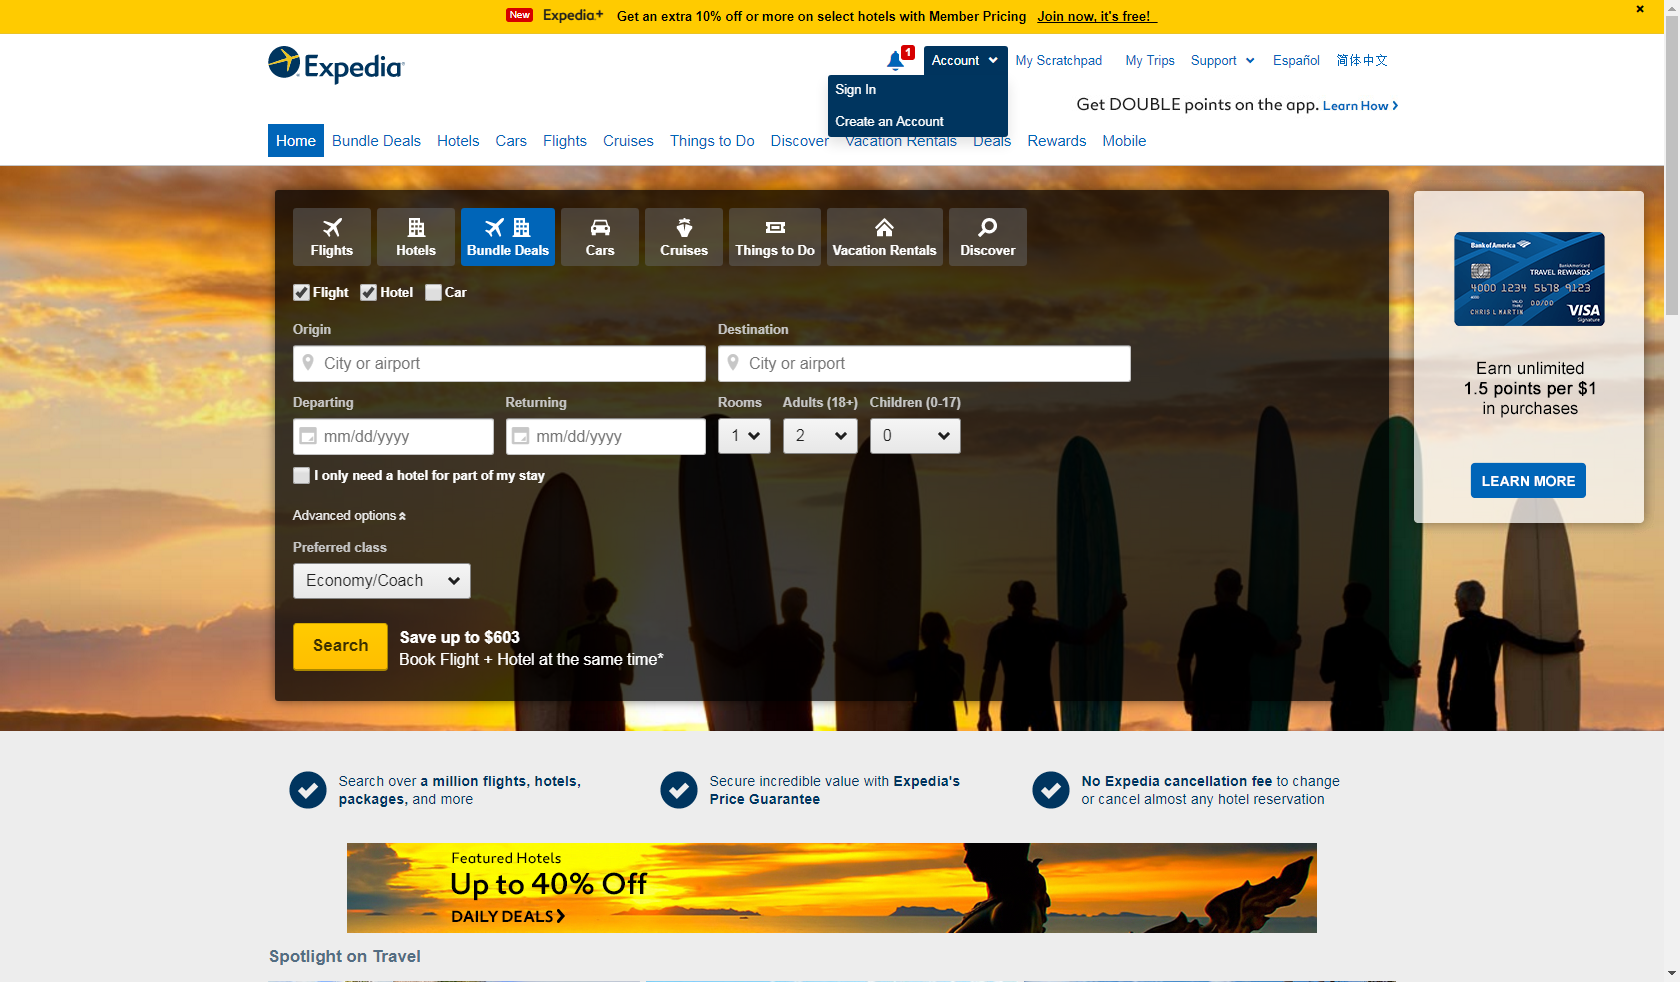 New Expedia+ Get an extra 10% off or more on select hotels with Member Pricing Join now, it's free!
Expedia
1
Account My Scratchpad My Trips Support Español 简体中文
Sign In
Create an Account
Get DOUBLE points on the app. Learn How
Home Bundle Deals Hotels Cars Flights Cruises Things to Do Discover Vacation Rentals Deals Rewards Mobile
Flights Hotels Bundle Deals Cars Cruises Things to Do Vacation Rentals Discover
Flight Hotel Car
Origin Destination
City or airport City or airport
Departing Returning Rooms Adults (18+) Children (0-17)
mm/dd/yyyy mm/dd/yyyy 1 2 0
I only need a hotel for part of my stay
Advanced options
Preferred class
Economy/Coach
Search
Save up to $603
Book Flight + Hotel at the same time*
Bank of America
BankAmericard
TRAVEL REWARDS
4000 1234 5678 9123
VALID THRU 00/00
CHRIS L MARTIN
VISA
Signature
Earn unlimited
1.5 points per $1
in purchases
LEARN MORE
Search over a million flights, hotels,
packages, and more
Secure incredible value with Expedia's
Price Guarantee
No Expedia cancellation fee to change
or cancel almost any hotel reservation
Featured Hotels
Up to 40% Off
DAILY DEALS
Spotlight on Travel